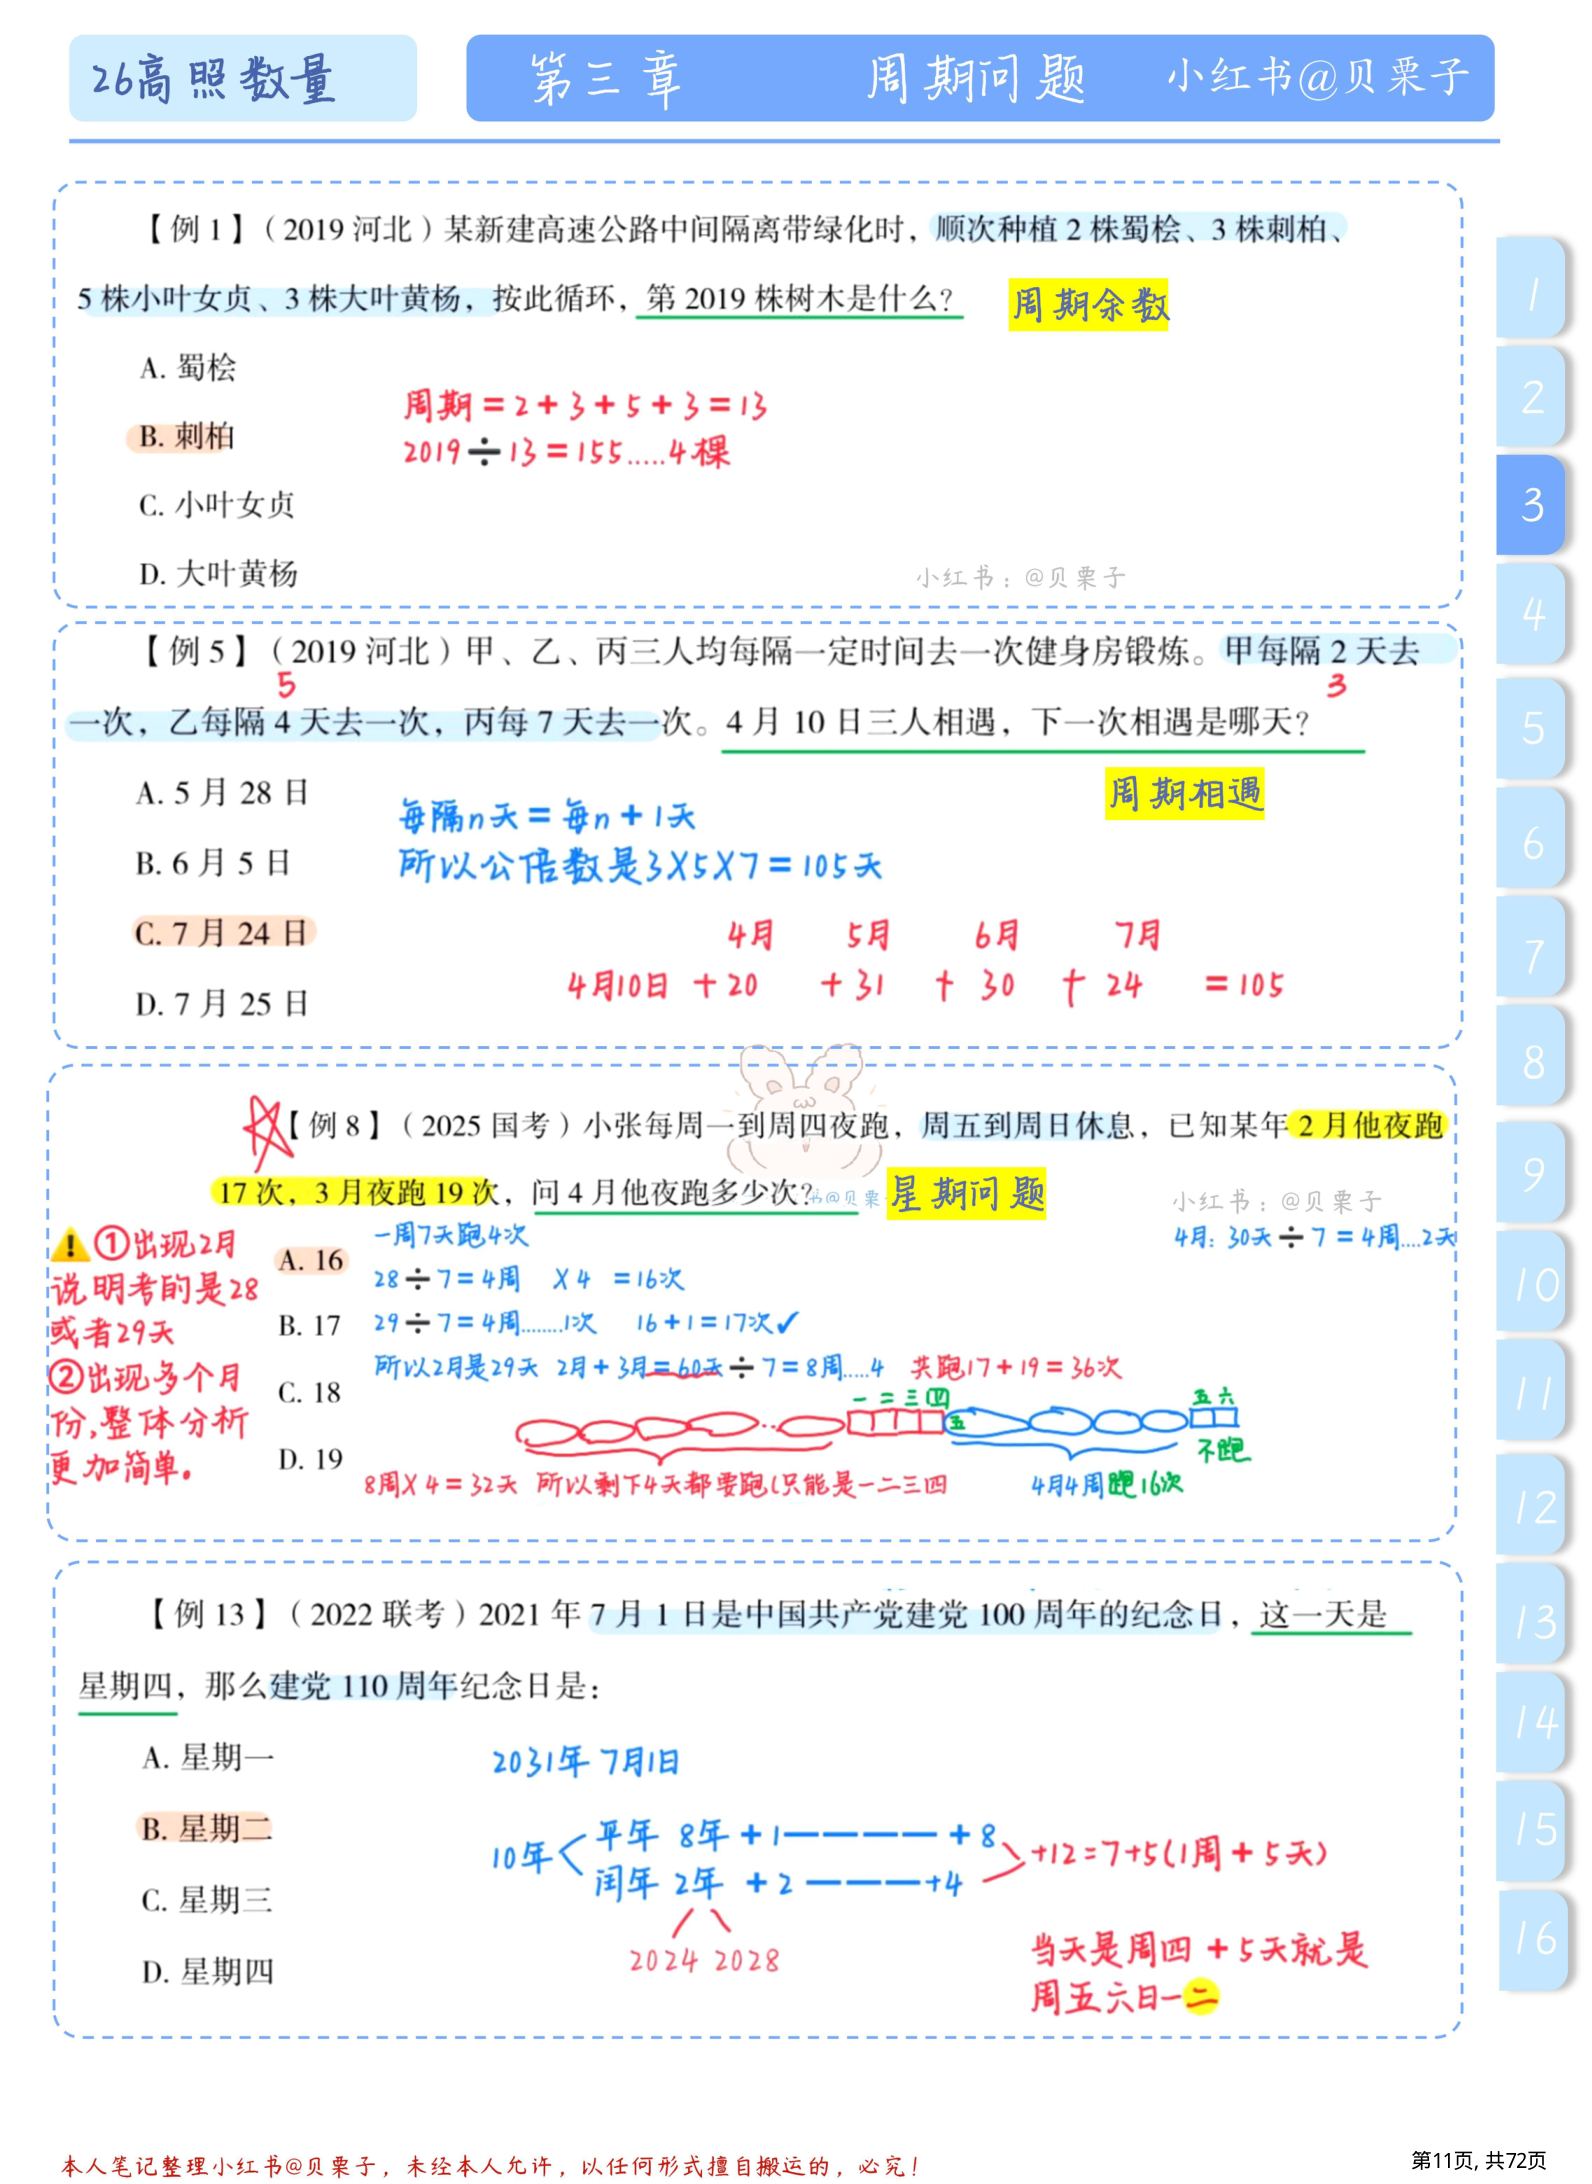 26高照数量
第三章 周期问题 小红书@贝栗子
【例 1】（2019 河北）某新建高速公路中间隔离带绿化时，顺次种植 2 株蜀桧、3 株刺柏、
5 株小叶女贞、3 株大叶黄杨，按此循环，第 2019 株树木是什么？ 周期余数
A. 蜀桧
周期=2+3+5+3=13
B. 刺柏
2019÷13=155.....4棵
C. 小叶女贞
D. 大叶黄杨
小红书：@贝栗子
【例 5】（2019 河北）甲、乙、丙三人均每隔一定时间去一次健身房锻炼。甲每隔 2 天去
5 3
一次，乙每隔 4 天去一次，丙每 7 天去一次。4 月 10 日三人相遇，下一次相遇是哪天？
A. 5 月 28 日
周期相遇
每隔n天=每n+1天
B. 6 月 5 日
所以公倍数是3X5X7=105天
C. 7 月 24 日
4月 5月 6月 7月
4月10日 +20 +31 + 30 + 24 =105
D. 7 月 25 日
【例 8】（2025 国考）小张每周一到周四夜跑，周五到周日休息，已知某年 2 月他夜跑
17 次，3 月夜跑 19 次，问 4 月他夜跑多少次？ 书@贝栗 星期问题
小红书：@贝栗子
①出现2月
说明考的是28
或者29天
②出现多个月
份,整体分析
更加简单。
A. 16
B. 17
C. 18
D. 19
一周7天跑4次
4月：30天÷7=4周....2天
28÷7=4周 X4 =16次
29÷7=4周........1次 16+1=17次✓
所以2月是29天 2月+3月=60天÷7=8周.....4 共跑17+19=36次
一二三四 五 五六
不跑
8周X4=32天 所以剩下4天都要跑(只能是一二三四
4月4周跑16次
【例 13】（2022 联考）2021 年 7 月 1 日是中国共产党建党 100 周年的纪念日，这一天是
星期四，那么建党 110 周年纪念日是：
A. 星期一
2031年 7月1日
B. 星期二
10年 平年 8年 +1———— +8
闰年 2年 +2 ———+4
+12=7+5(1周+5天)
C. 星期三
2024 2028
D. 星期四
当天是周四+5天就是
周五六日一二
1
2
3
4
5
6
7
8
9
10
11
12
13
14
15
16
本人笔记整理小红书@贝栗子，未经本人允许，以任何形式擅自搬运的，必究！
第11页, 共72页